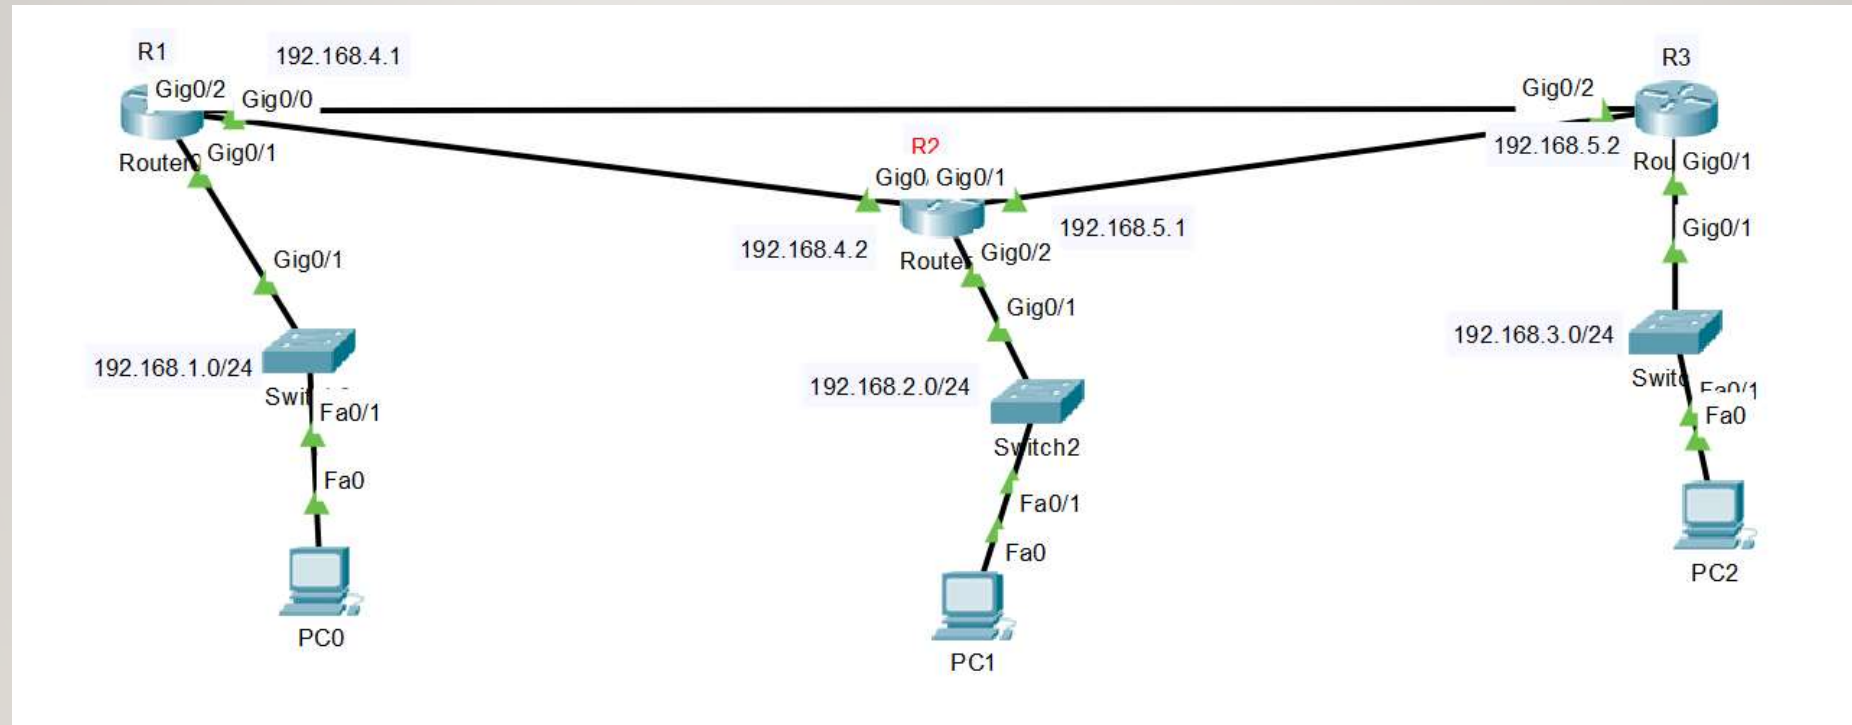 R1
192.168.4.1
R3
Gig0/2
Gig0/0
Gig0/2
Gig0/1
R2
192.168.5.2
Gig0/1
Gig0/1
192.168.4.2
192.168.5.1
Gig0/2
Gig0/1
Gig0/1
Gig0/1
192.168.1.0/24
192.168.2.0/24
192.168.3.0/24
Fa0/1
Switch2
Fa0/1
Fa0
Fa0
Fa0/1
Fa0
PC0
PC1
PC2